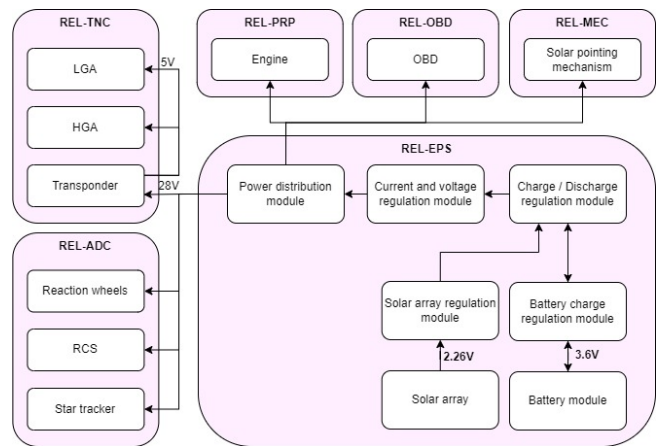 REL-TNC
LGA
5V
HGA
Transponder
28V
REL-PRP
Engine
REL-OBD
OBD
REL-MEC
Solar pointing
mechanism
REL-EPS
Power distribution
module
Current and voltage
regulation module
Charge / Discharge
regulation module
REL-ADC
Reaction wheels
RCS
Star tracker
Solar array regulation
module
Battery charge
regulation module
2.26V
3.6V
Solar array
Battery module